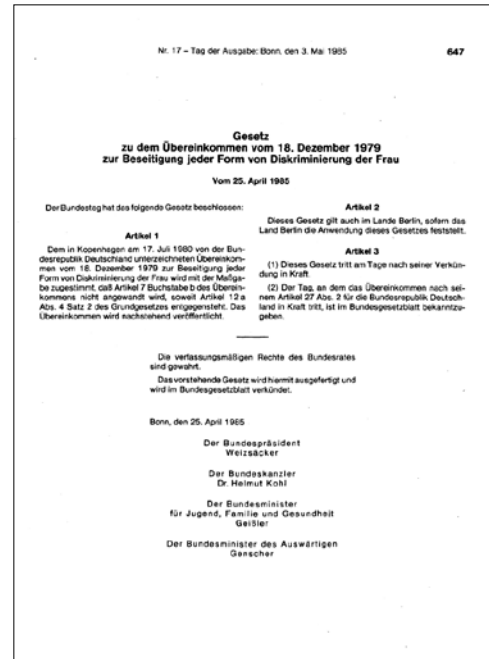 Nr. 17 – Tag der Ausgabe: Bonn, den 3. Mai 1985
647
Gesetz
zu dem Übereinkommen vom 18. Dezember 1979
zur Beseitigung jeder Form von Diskriminierung der Frau
Vom 25. April 1985
Der Bundestag hat das folgende Gesetz beschlossen:
Artikel 1
Dem in Kopenhagen am 17. Juli 1980 von der Bun-
desrepublik Deutschland unterzeichneten Übereinkom-
men vom 18. Dezember 1979 zur Beseitigung jeder
Form von Diskriminierung der Frau wird mit der Maßga-
be zugestimmt, daß Artikel 7 Buchstabe b des Überein-
kommens nicht angewandt wird, soweit Artikel 12 a
Abs. 4 Satz 2 des Grundgesetzes entgegensteht. Das
Übereinkommen wird nachstehend veröffentlicht.
Artikel 2
Dieses Gesetz gilt auch im Lande Berlin, sofern das
Land Berlin die Anwendung dieses Gesetzes feststellt.
Artikel 3
(1) Dieses Gesetz tritt am Tage nach seiner Verkün-
dung in Kraft.
(2) Der Tag, an dem das Übereinkommen nach sei-
nem Artikel 27 Abs. 2 für die Bundesrepublik Deutsch-
land in Kraft tritt, ist im Bundesgesetzblatt bekanntzu-
geben.
Die verfassungsmäßigen Rechte des Bundesrates
sind gewahrt.
Das vorstehende Gesetz wird hiermit ausgefertigt und
wird im Bundesgesetzblatt verkündet.
Bonn, den 25. April 1985
Der Bundespräsident
Weizsäcker
Der Bundeskanzler
Dr. Helmut Kohl
Der Bundesminister
für Jugend, Familie und Gesundheit
Geißler
Der Bundesminister des Auswärtigen
Genscher